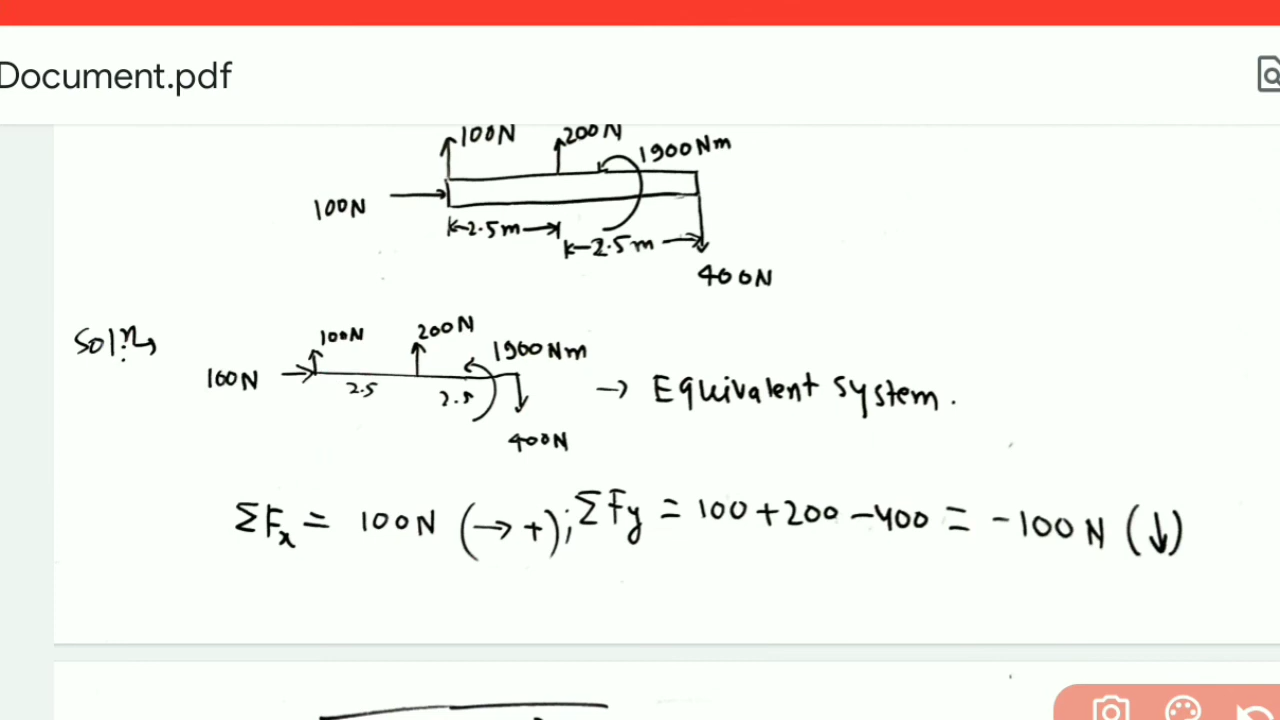 Document.pdf
100N 200N 1900Nm
100N
2.5m
2.5m
400N
Sol?n
100N 200N 1900Nm
100N
2.5 2.5
400N
→ Equivalent System.
ΣFx = 100N (→ +); ΣFy = 100+200-400 = -100N (↓)